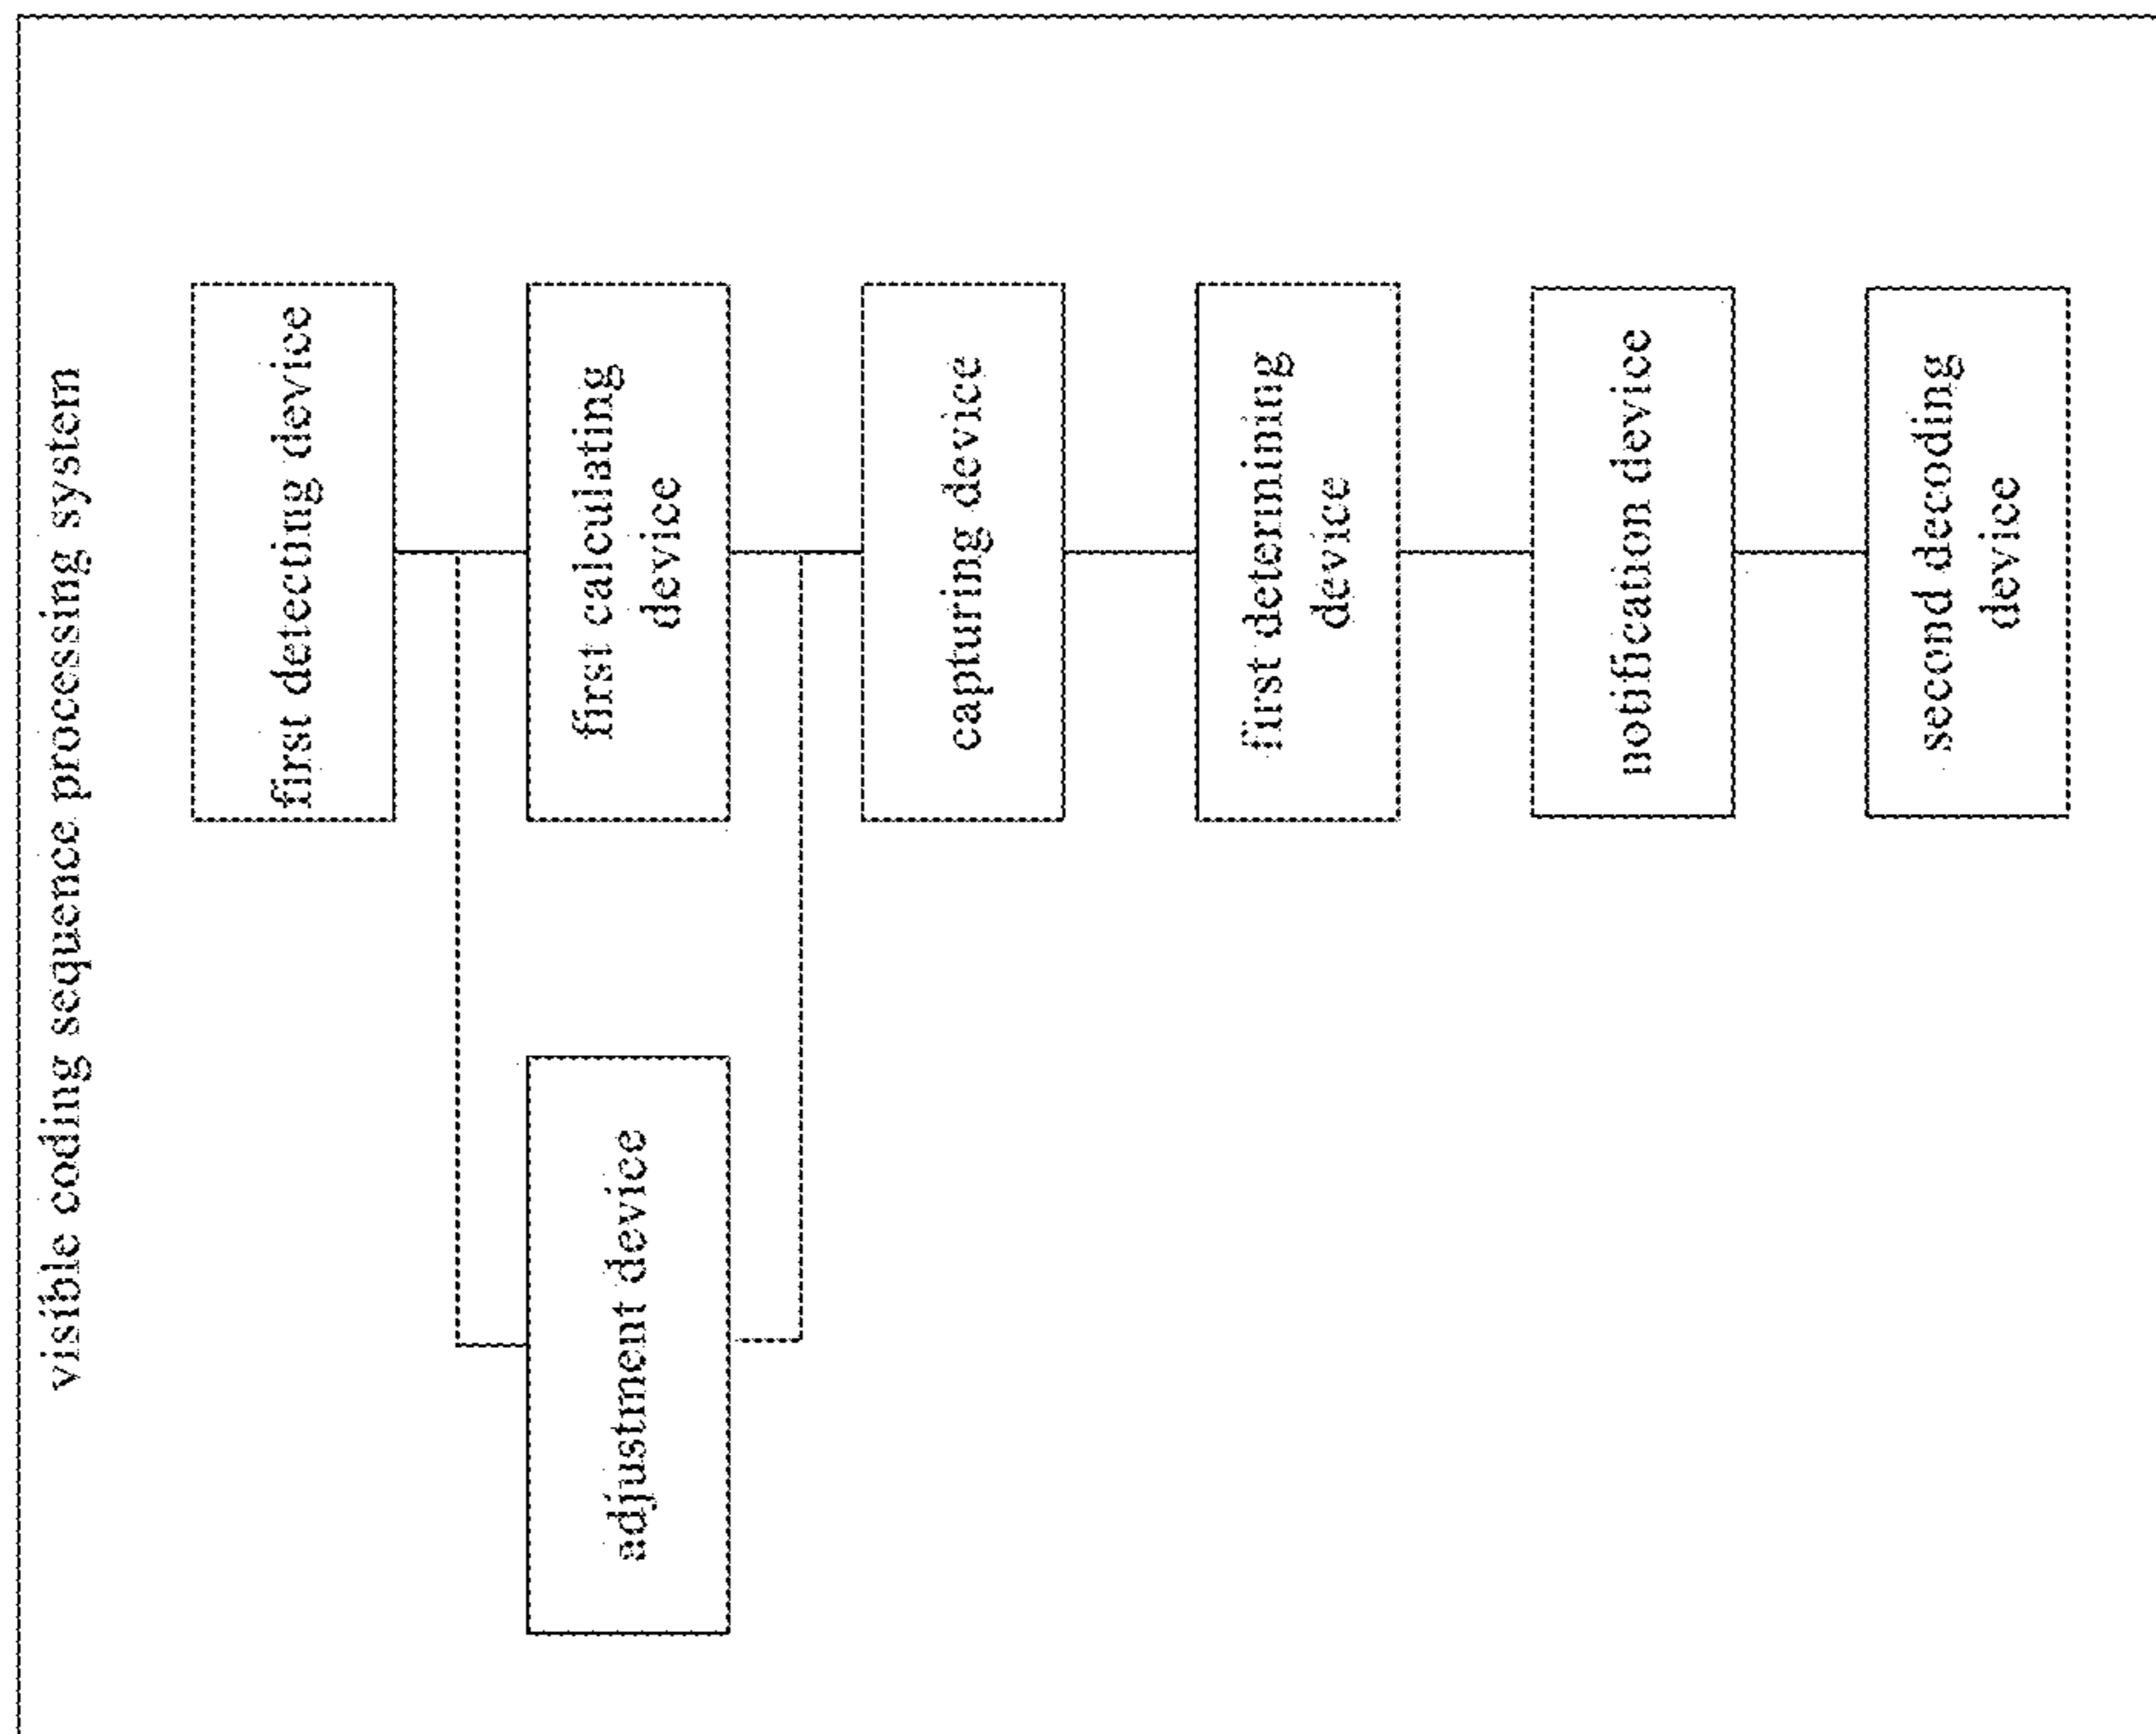 visible coding sequence processing system
first detecting device
first calculating
device
adjustment device
capturing device
first determining
device
notification device
second decoding
device